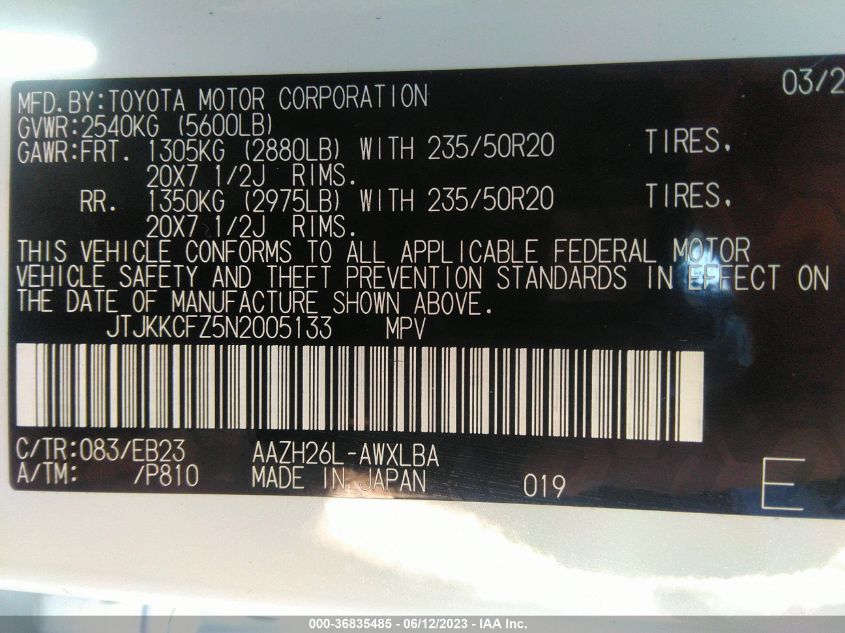 03/2
MFD. BY: TOYOTA MOTOR CORPORATION
GVWR: 2540KG (5600LB)
GAWR: FRT. 1305KG (2880LB) WITH 235/50R20 TIRES,
20X7 1/2J RIMS.
RR. 1350KG (2975LB) WITH 235/50R20 TIRES,
20X7 1/2J RIMS.
THIS VEHICLE CONFORMS TO ALL APPLICABLE FEDERAL MOTOR
VEHICLE SAFETY AND THEFT PREVENTION STANDARDS IN EFFECT ON
THE DATE OF MANUFACTURE SHOWN ABOVE.
JTJKKCFZ5N2005133 MPV
C/TR: 083/EB23 AAZH26L-AWXLBA
A/TM: /P810 MADE IN JAPAN 019 E
000-36835485 - 06/12/2023 - IAA Inc.